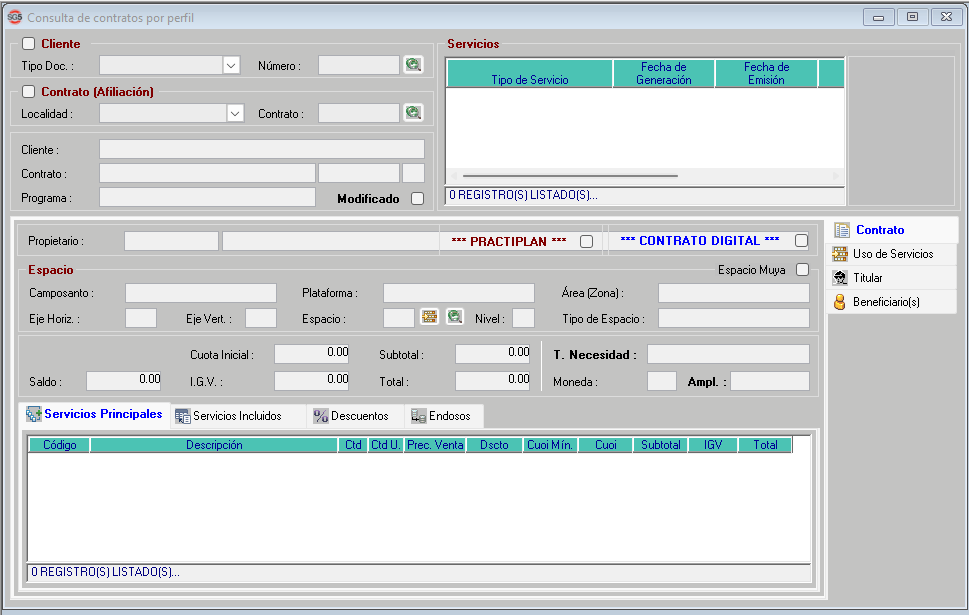 SG5 Consulta de contratos por perfil
Cliente
Tipo Doc. :
Número :
Contrato (Afiliación)
Localidad :
Contrato :
Cliente :
Contrato :
Programa :
Modificado
Servicios
Tipo de Servicio
Fecha de Generación
Fecha de Emisión
0 REGISTRO(S) LISTADO(S)...
Propietario :
*** PRACTIPLAN ***
*** CONTRATO DIGITAL ***
Espacio
Espacio Muya
Camposanto :
Plataforma :
Área (Zona) :
Eje Horiz. :
Eje Vert. :
Espacio :
Nivel :
Tipo de Espacio :
Cuota Inicial :
0.00
Subtotal :
0.00
T. Necesidad :
Saldo :
0.00
I.G.V. :
0.00
Total :
0.00
Moneda :
Ampl. :
Servicios Principales
Servicios Incluidos
Descuentos
Endosos
Código
Descripción
Ctd
Ctd U.
Prec. Venta
Dscto
Cuoi Mín.
Cuoi
Subtotal
IGV
Total
0 REGISTRO(S) LISTADO(S)...
Contrato
Uso de Servicios
Titular
Beneficiario(s)